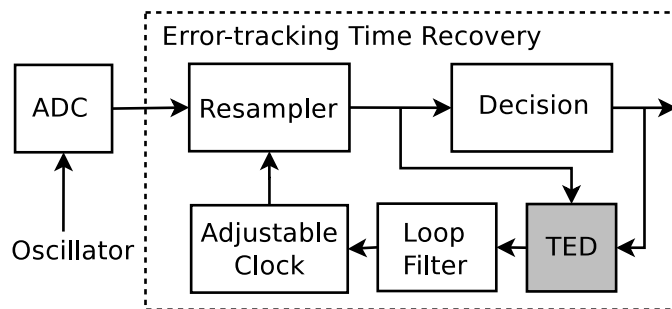 Error-tracking Time Recovery
ADC
Resampler
Decision
Oscillator
Adjustable
Clock
Loop
Filter
TED